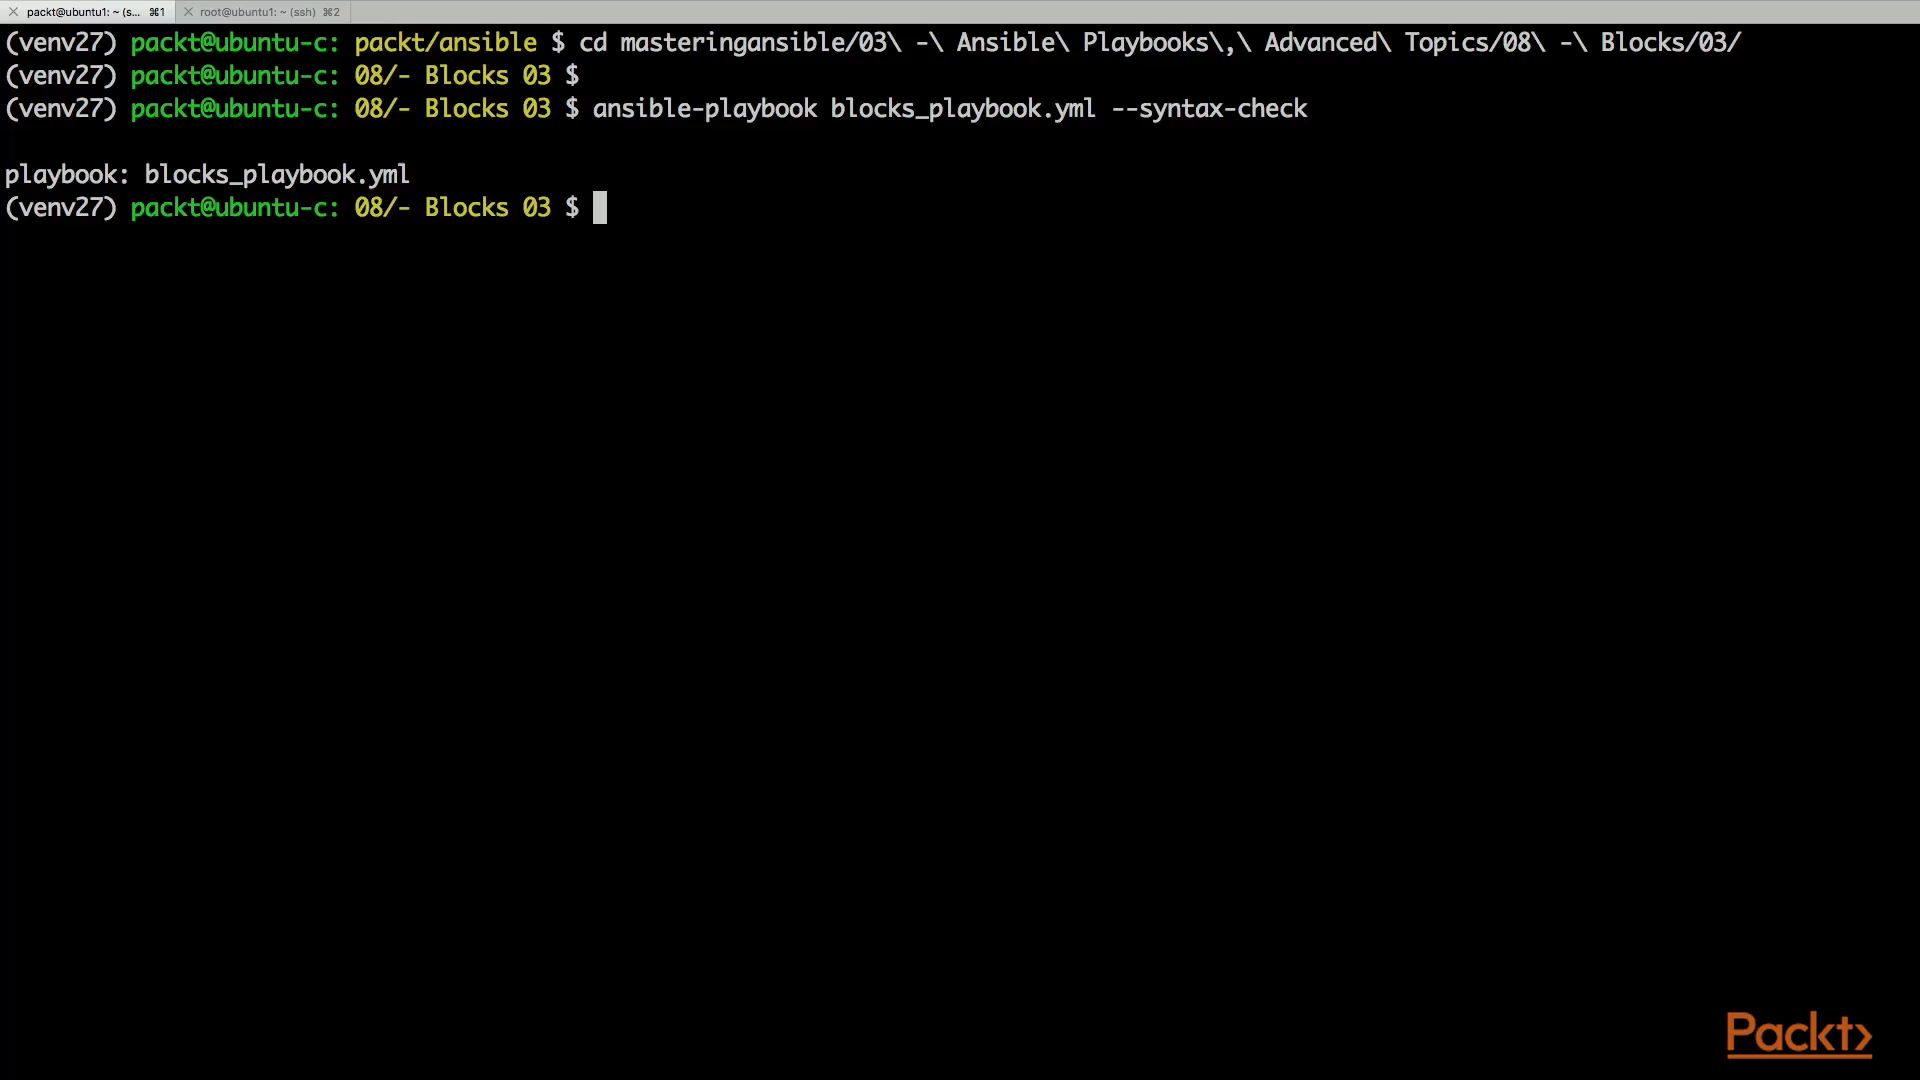 packt@ubuntu1: ~ (s... ⌘1 root@ubuntu1: ~ (ssh) ⌘2
(venv27) packt@ubuntu-c: packt/ansible $ cd masteringansible/03\ -\ Ansible\ Playbooks\,\ Advanced\ Topics/08\ -\ Blocks/03/
(venv27) packt@ubuntu-c: 08/- Blocks 03 $
(venv27) packt@ubuntu-c: 08/- Blocks 03 $ ansible-playbook blocks_playbook.yml --syntax-check
playbook: blocks_playbook.yml
(venv27) packt@ubuntu-c: 08/- Blocks 03 $
Packt>